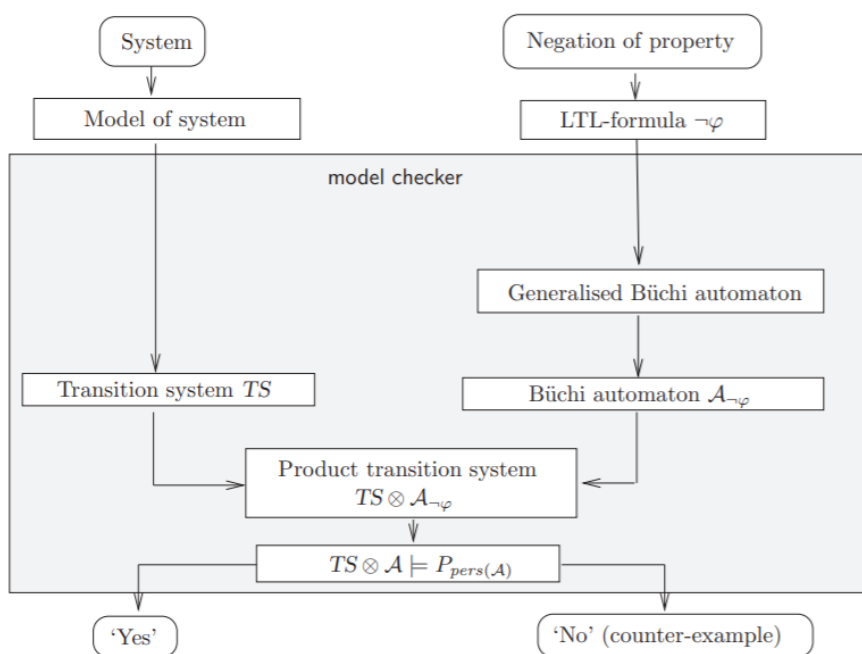 System
Negation of property
Model of system
LTL-formula ¬φ
model checker
Generalised Büchi automaton
Transition system TS
Büchi automaton 𝒜¬φ
Product transition system
TS ⊗ 𝒜¬φ
TS ⊗ 𝒜 ⊨ Ppers(𝒜)
‘Yes’
‘No’ (counter-example)